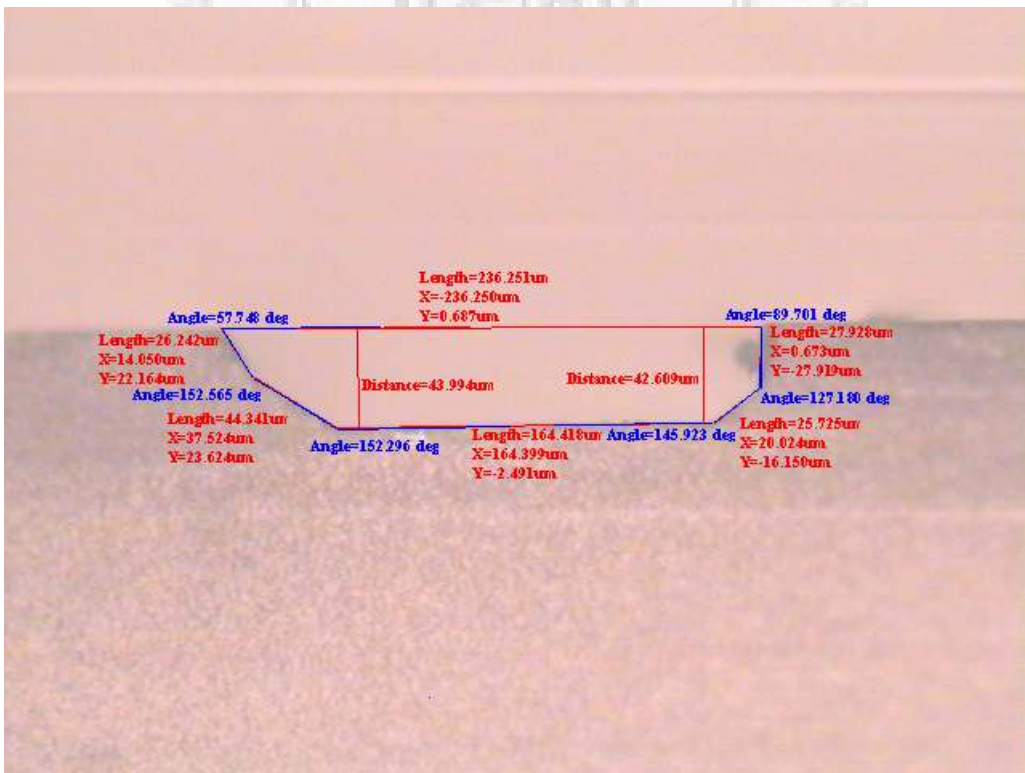 Length=236.251um
X=-236.250um
Y=0.687um
Angle=57.748 deg
Angle=89.701 deg
Length=26.242um
X=14.050um
Y=22.164um
Length=27.928um
X=0.673um
Y=-27.919um
Distance=43.994um
Distance=42.609um
Angle=152.565 deg
Angle=127.180 deg
Length=44.341um
X=37.524um
Y=23.624um
Angle=152.296 deg
Length=164.418um
X=164.399um
Y=-2.491um
Angle=145.923 deg
Length=25.725um
X=20.024um
Y=-16.150um